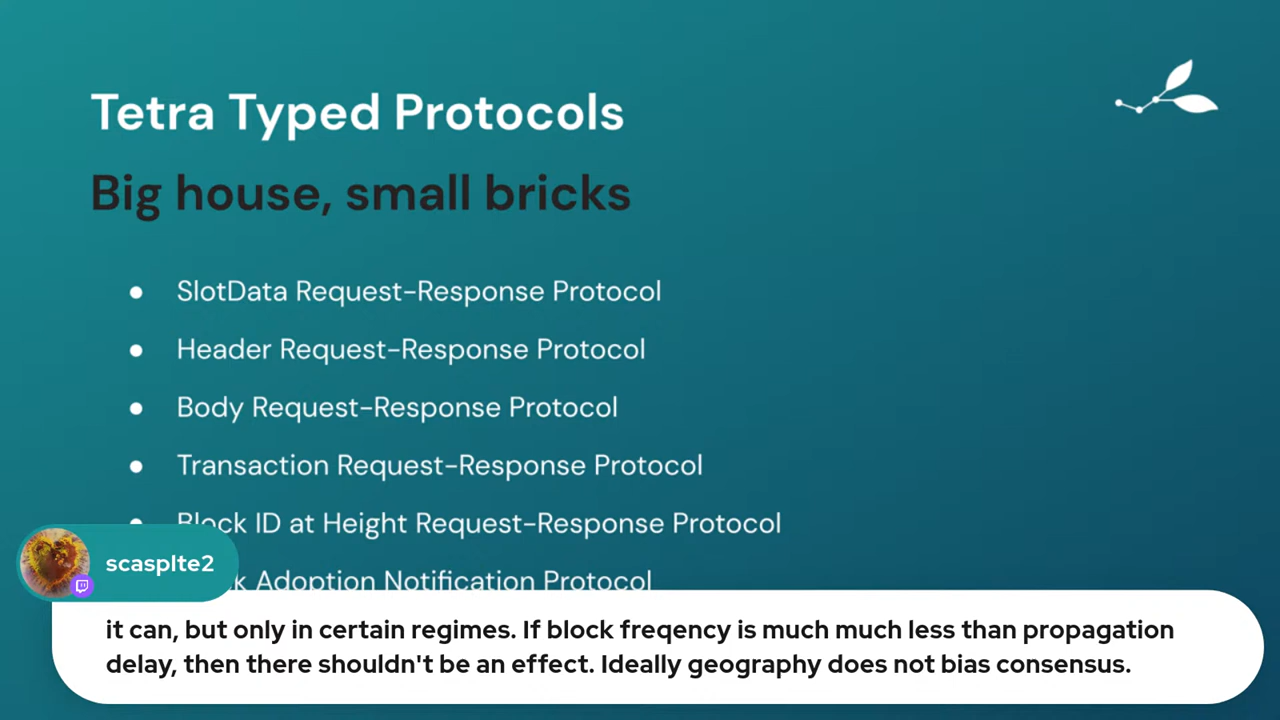 Tetra Typed Protocols
Big house, small bricks
• SlotData Request-Response Protocol
• Header Request-Response Protocol
• Body Request-Response Protocol
• Transaction Request-Response Protocol
• Block ID at Height Request-Response Protocol
Adoption Notification Protocol
scasplte2
it can, but only in certain regimes. If block freqency is much much less than propagation
delay, then there shouldn't be an effect. Ideally geography does not bias consensus.